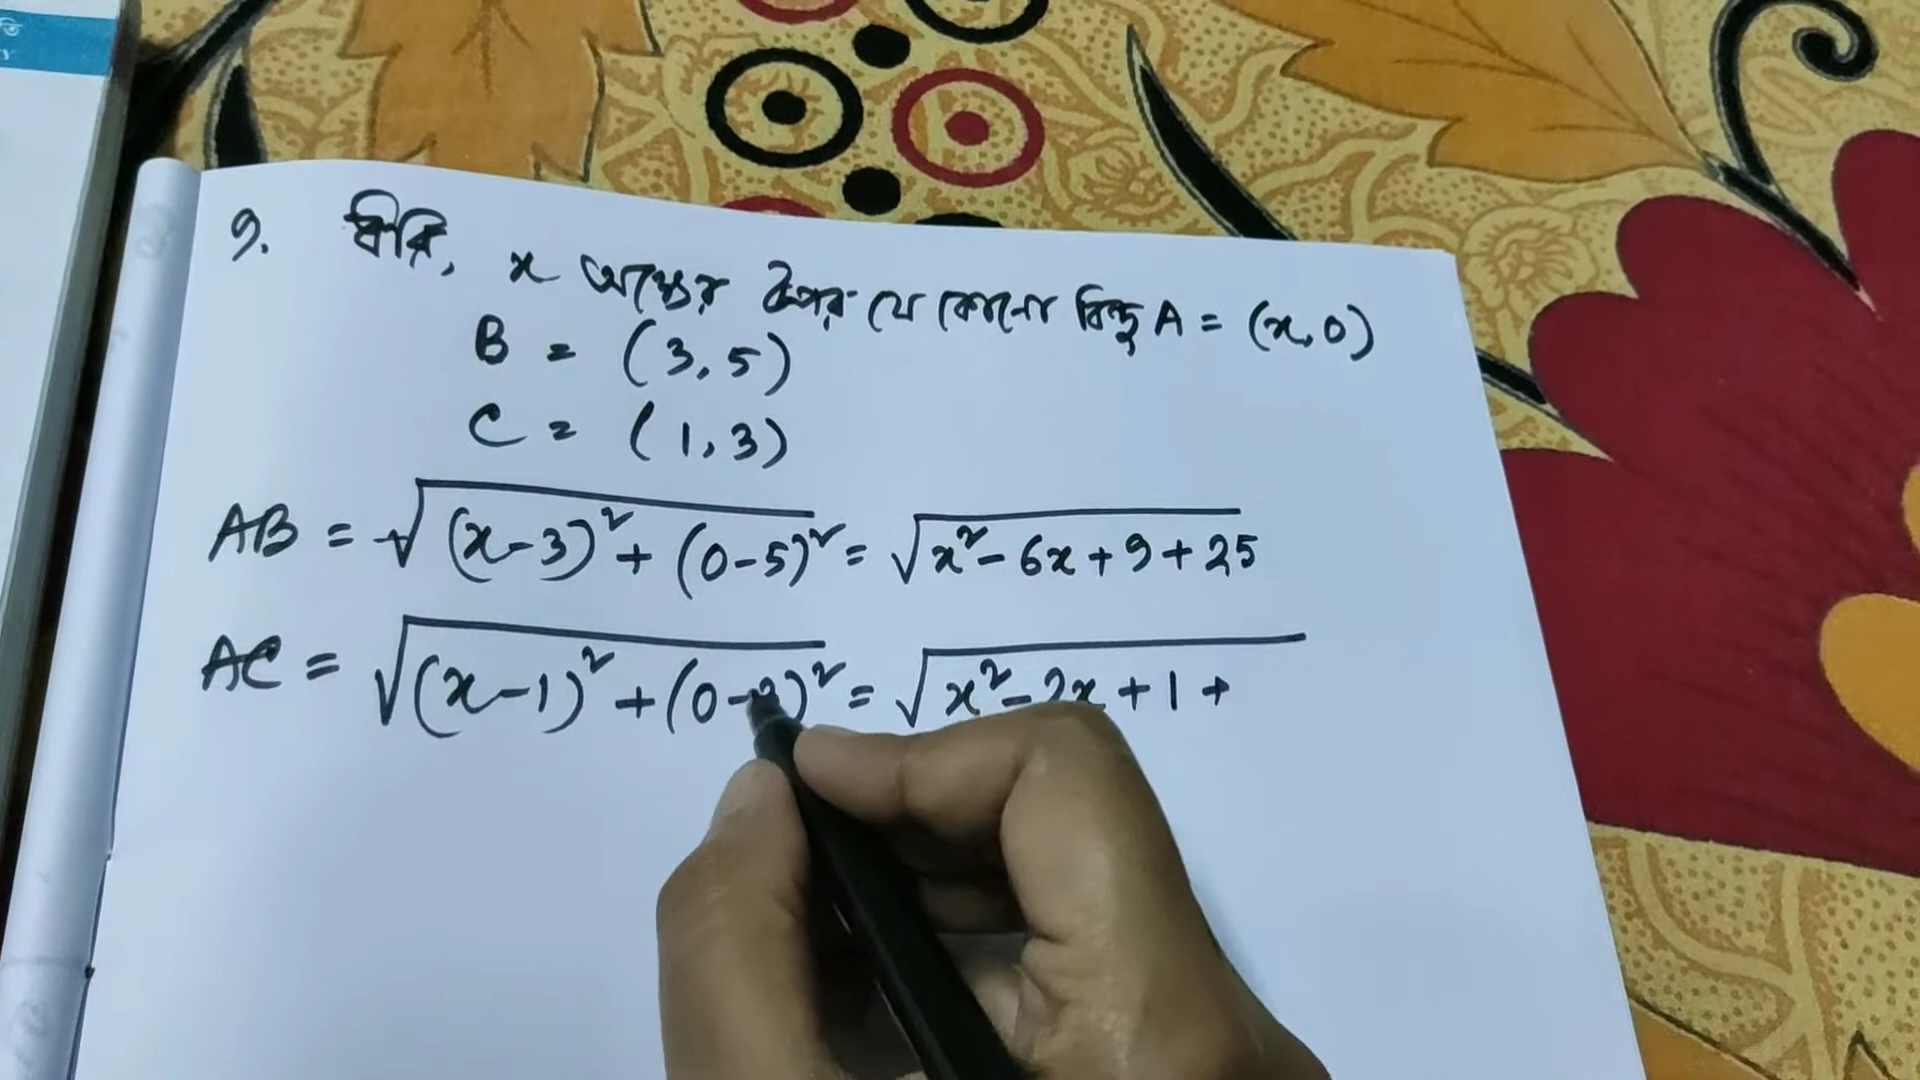 9. ধরি, x অক্ষের উপর যে কোনো বিন্দু A = (x, 0)
B = (3, 5)
C = (1, 3)
AB = √(x-3)² + (0-5)² = √x² - 6x + 9 + 25
AC = √(x-1)² + (0-3)² = √x² - 2x + 1 +